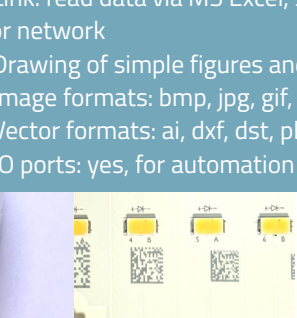 Link: read data via MS Excel,
or network
Drawing of simple figures and
Image formats: bmp, jpg, gif,
Vector formats: ai, dxf, dst,
IO ports: yes, for automation
4 B 5 A 6 B